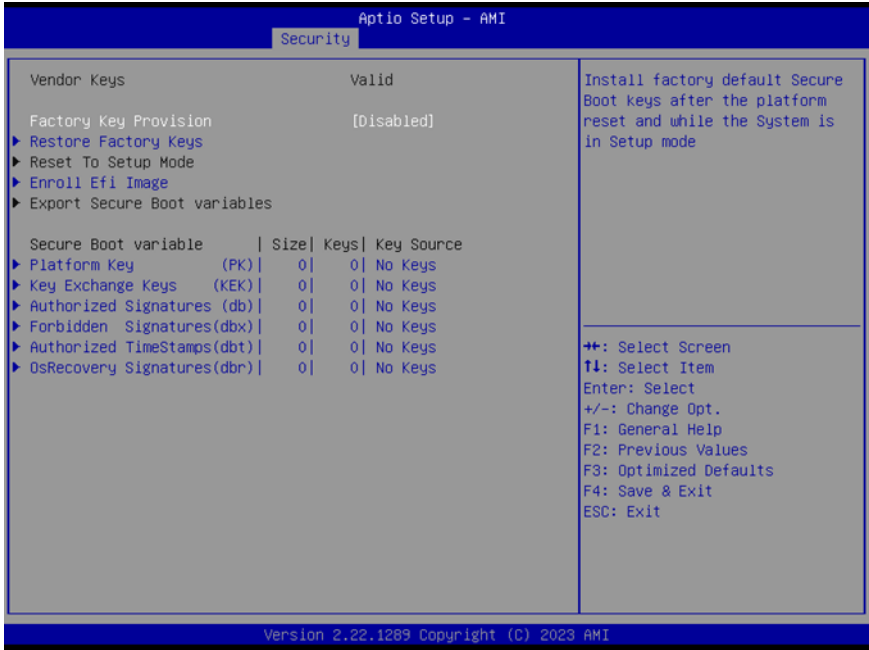 Aptio Setup – AMI
Security
Vendor Keys Valid
Factory Key Provision [Disabled]
Restore Factory Keys
Reset To Setup Mode
Enroll Efi Image
Export Secure Boot variables
Secure Boot variable | Size| Keys| Key Source
Platform Key (PK)| 0| 0| No Keys
Key Exchange Keys (KEK)| 0| 0| No Keys
Authorized Signatures (db)| 0| 0| No Keys
Forbidden Signatures(dbx)| 0| 0| No Keys
Authorized TimeStamps(dbt)| 0| 0| No Keys
OsRecovery Signatures(dbr)| 0| 0| No Keys
Install factory default Secure
Boot keys after the platform
reset and while the System is
in Setup mode
→←: Select Screen
↑↓: Select Item
Enter: Select
+/-: Change Opt.
F1: General Help
F2: Previous Values
F3: Optimized Defaults
F4: Save & Exit
ESC: Exit
Version 2.22.1289 Copyright (C) 2023 AMI